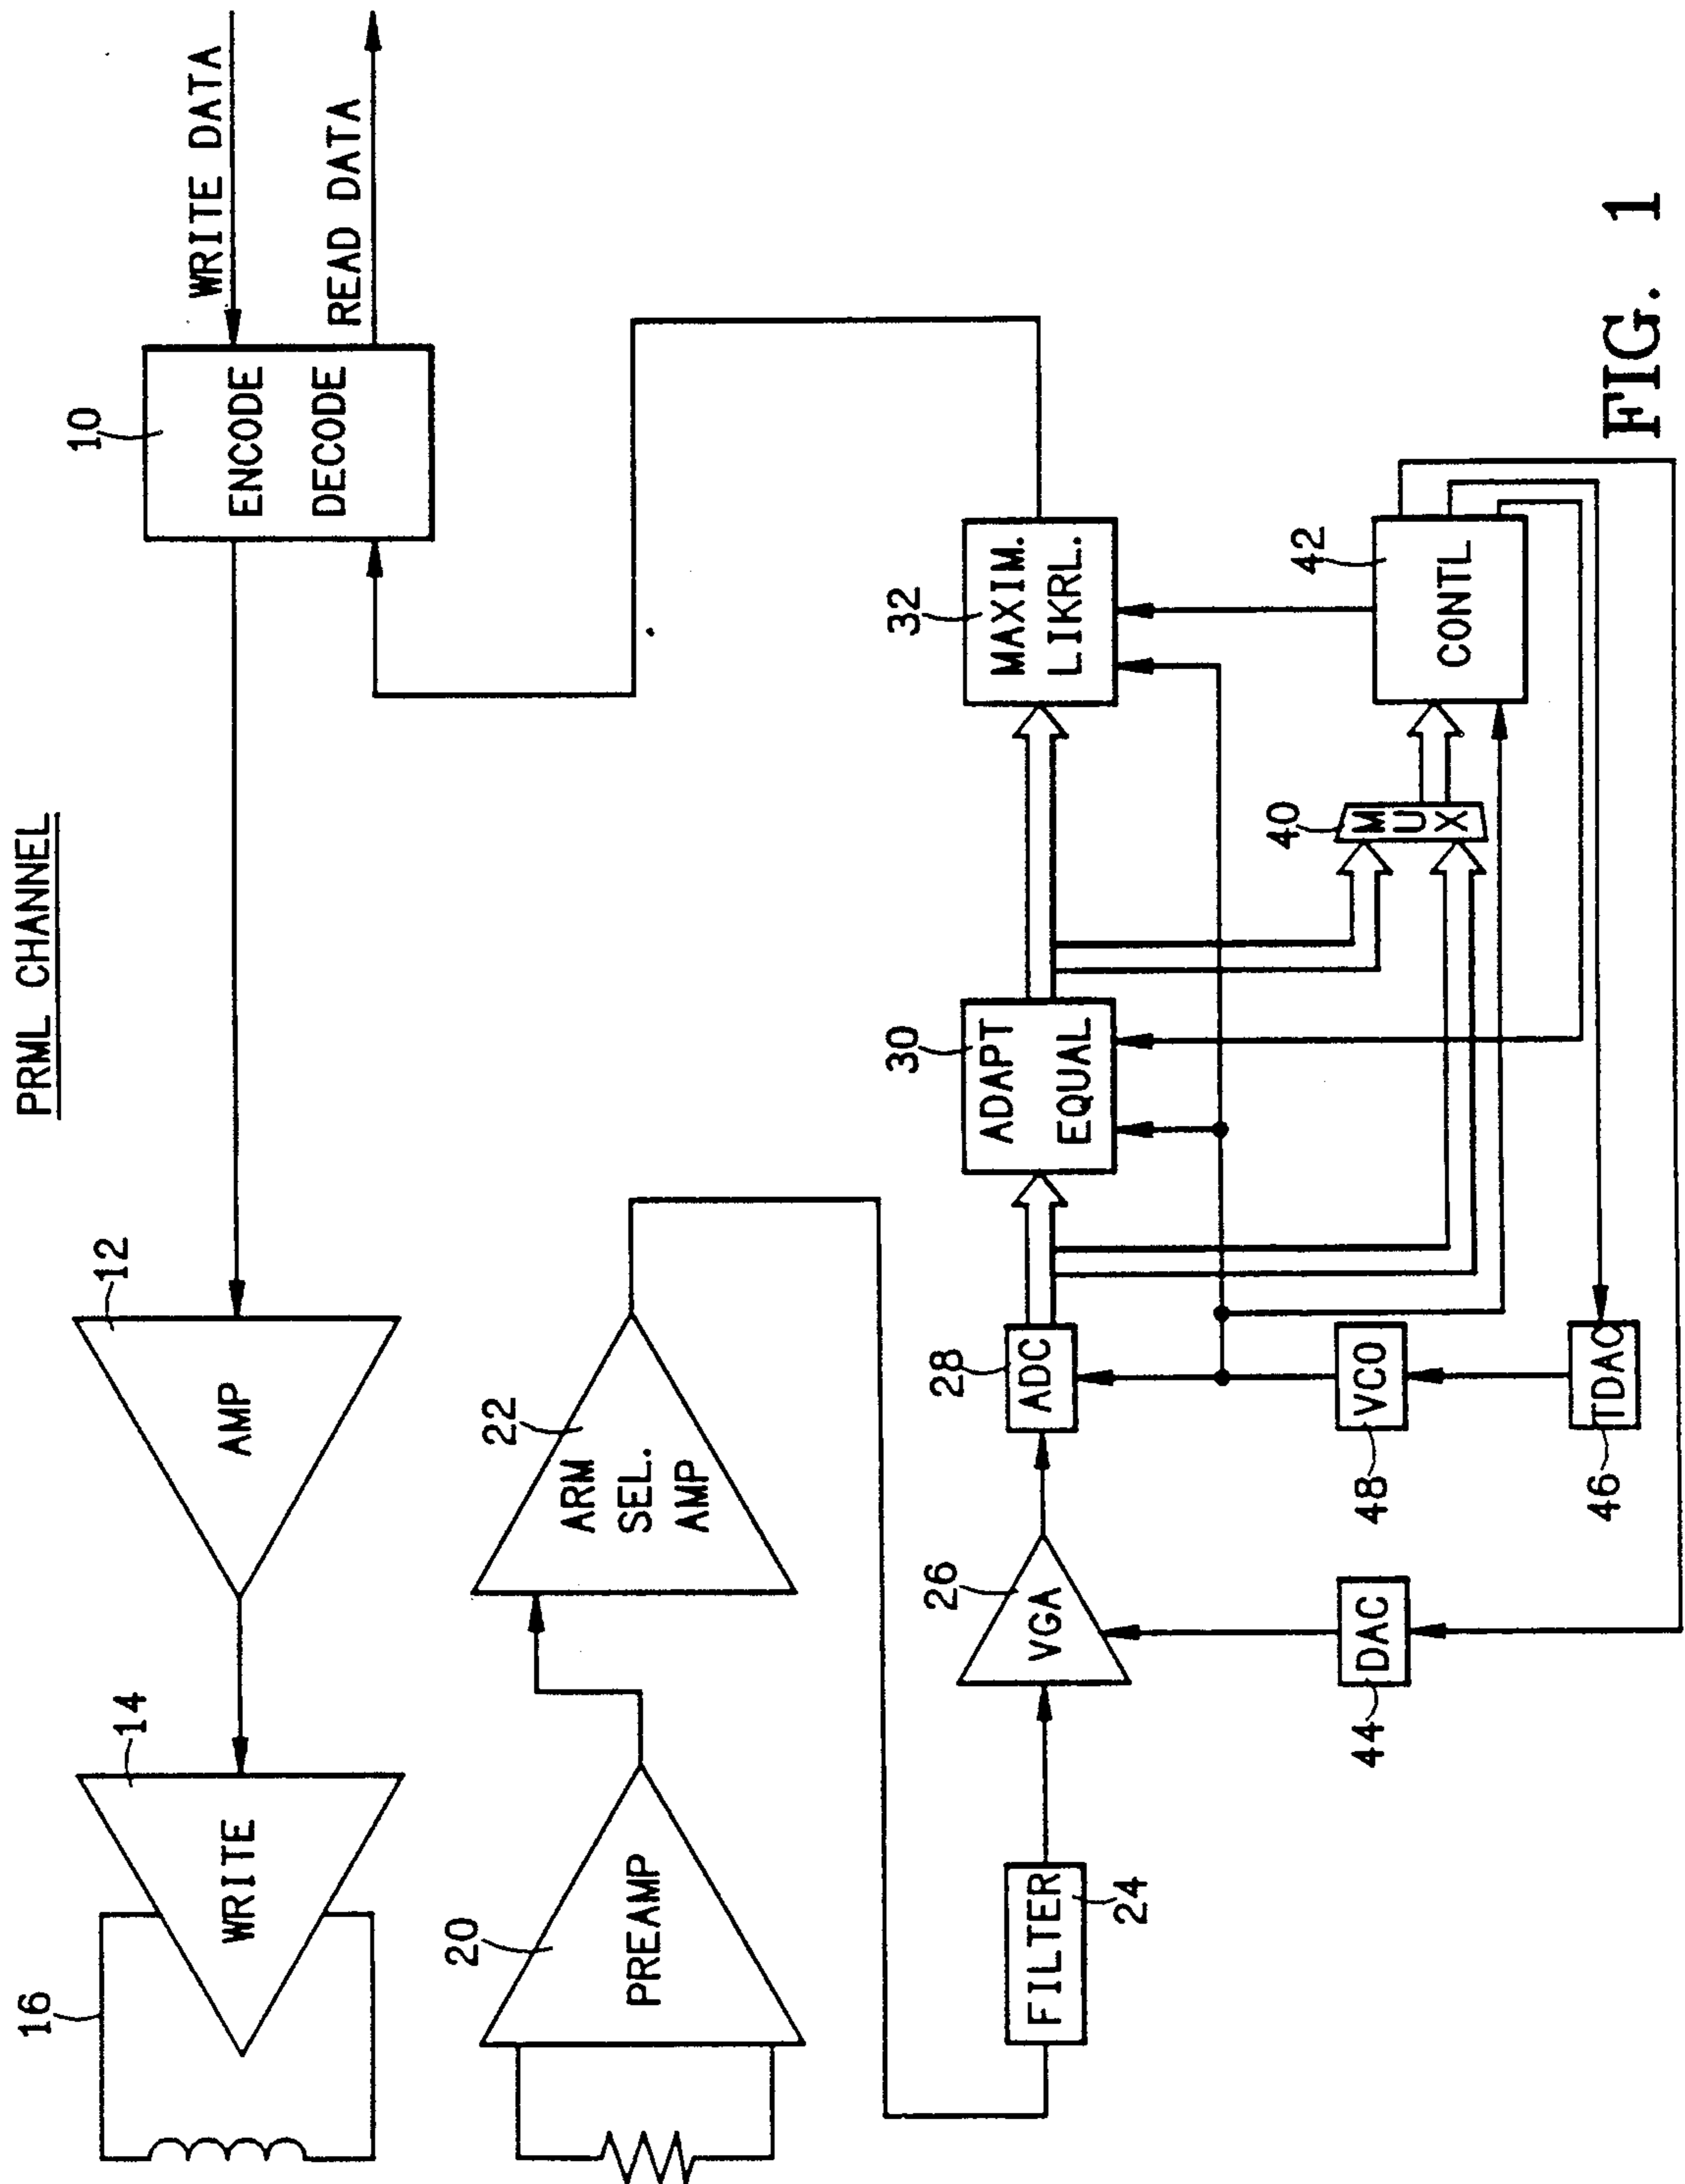 PRML CHANNEL
WRITE DATA
READ DATA
10
ENCODE
DECODE
12
AMP
14
WRITE
16
20
PREAMP
22
ARM
SEL.
AMP
24
FILTER
26
VGA
28
ADC
30
ADAPT
EQUAL
32
MAXIM.
LIKRL.
40
MUX
42
CONTL
44
DAC
46
TDAC
48
VCO
FIG. 1